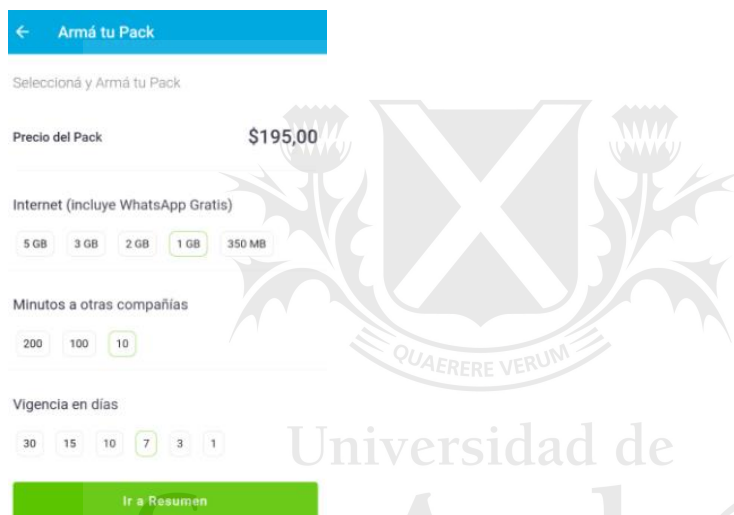 Armá tu Pack
Seleccioná y Armá tu Pack
Precio del Pack $195,00
Internet (incluye WhatsApp Gratis)
5 GB 3 GB 2 GB 1 GB 350 MB
Minutos a otras compañías
200 100 10
Vigencia en días
30 15 10 7 3 1
Ir a Resumen
QUAERERE VERUM
Universidad de